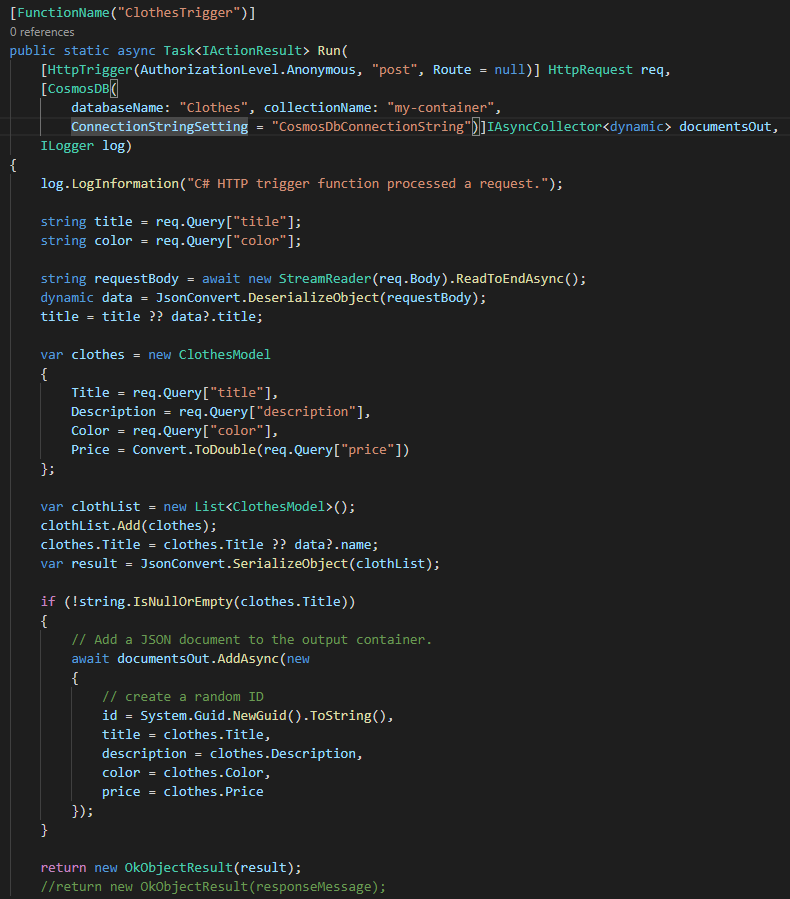 [FunctionName("ClothesTrigger")]
0 references
public static async Task<IActionResult> Run(
[HttpTrigger(AuthorizationLevel.Anonymous, "post", Route = null)] HttpRequest req,
[CosmosDB(
databaseName: "Clothes", collectionName: "my-container",
ConnectionStringSetting = "CosmosDbConnectionString")]IAsyncCollector<dynamic> documentsOut,
ILogger log)
{
log.LogInformation("C# HTTP trigger function processed a request.");
string title = req.Query["title"];
string color = req.Query["color"];
string requestBody = await new StreamReader(req.Body).ReadToEndAsync();
dynamic data = JsonConvert.DeserializeObject(requestBody);
title = title ?? data?.title;
var clothes = new ClothesModel
{
Title = req.Query["title"],
Description = req.Query["description"],
Color = req.Query["color"],
Price = Convert.ToDouble(req.Query["price"])
};
var clothList = new List<ClothesModel>();
clothList.Add(clothes);
clothes.Title = clothes.Title ?? data?.name;
var result = JsonConvert.SerializeObject(clothList);
if (!string.IsNullOrEmpty(clothes.Title))
{
// Add a JSON document to the output container.
await documentsOut.AddAsync(new
{
// create a random ID
id = System.Guid.NewGuid().ToString(),
title = clothes.Title,
description = clothes.Description,
color = clothes.Color,
price = clothes.Price
});
}
return new OkObjectResult(result);
//return new OkObjectResult(responseMessage);